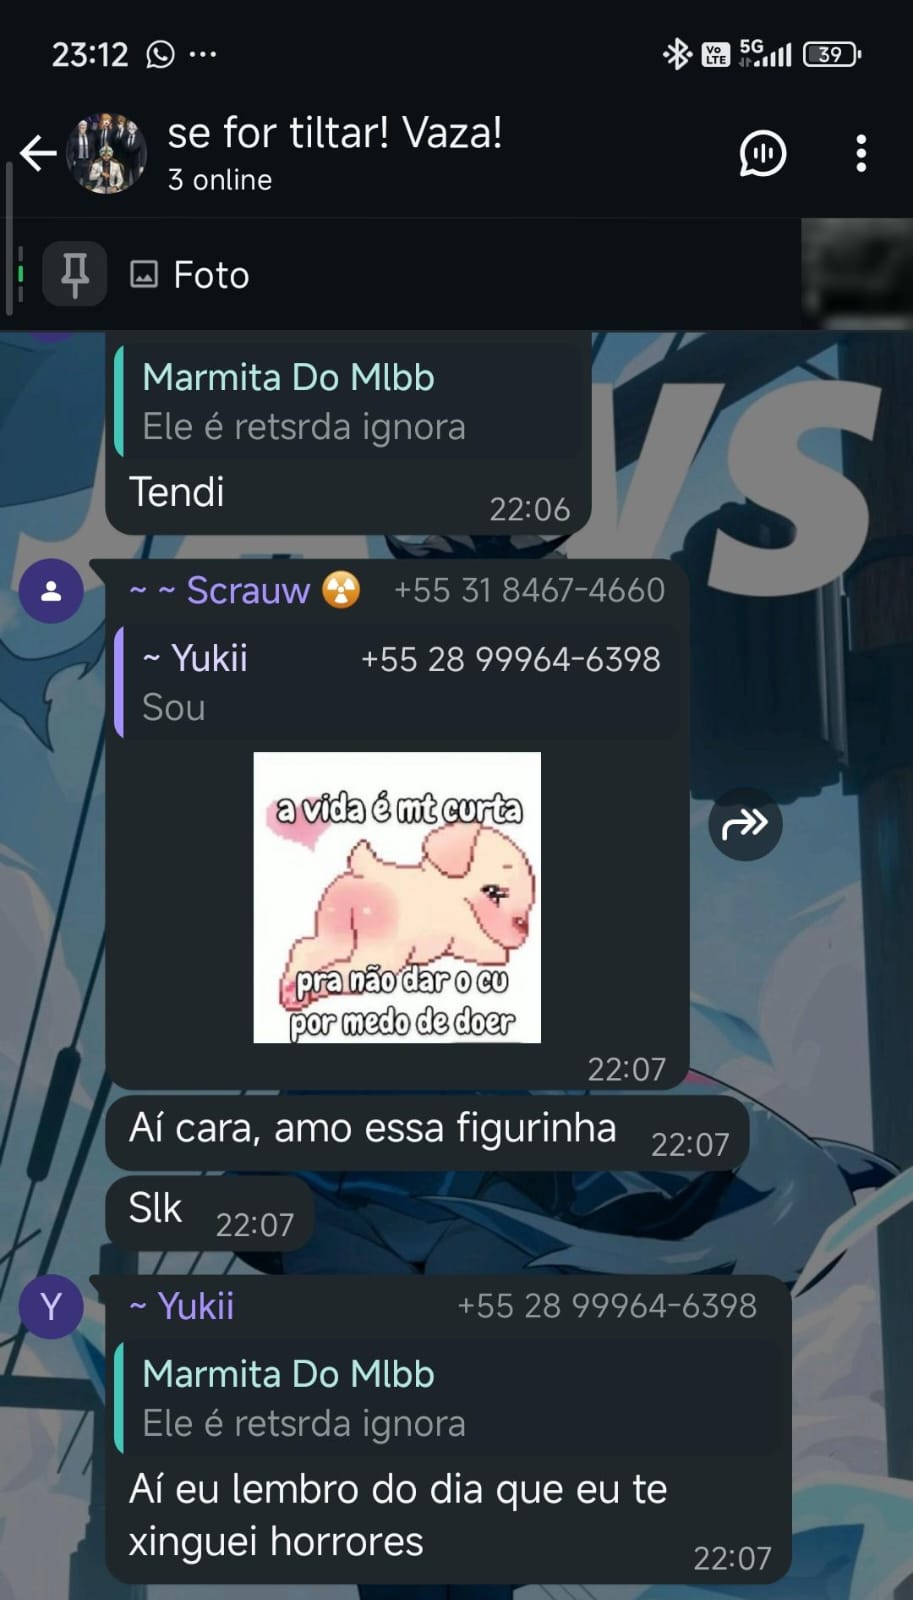 23:12
5G
VoLTE
39
se for tiltar! Vaza!
3 online
Foto
Marmita Do Mlbb
Ele é retsrda ignora
Tendi
22:06
VS
~ ~ Scrauw ☢️ +55 31 8467-4660
~ Yukii +55 28 99964-6398
Sou
a vida é mt curta
pra não dar o cu
por medo de doer
22:07
Aí cara, amo essa figurinha 22:07
Slk 22:07
Y
~ Yukii +55 28 99964-6398
Marmita Do Mlbb
Ele é retsrda ignora
Aí eu lembro do dia que eu te
xinguei horrores
22:07